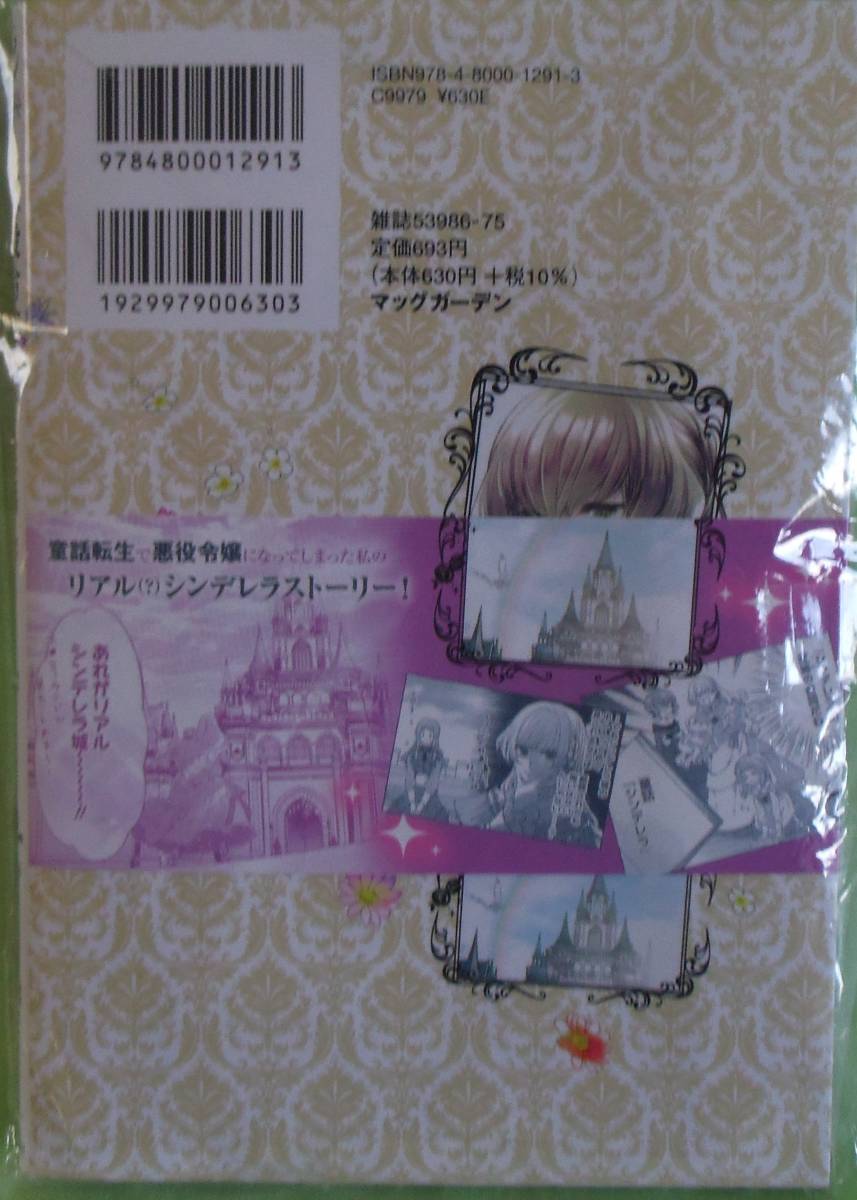 ISBN978-4-8000-1291-3
C9979 ¥630E
9784800012913
雑誌53986-75
定価693円
(本体630円+税10%)
マッグガーデン
1929979006303
童話転生で悪役令嬢になってしまった私の
リアル(?)シンデレラストーリー!
あれがリアル
シンデレラ城